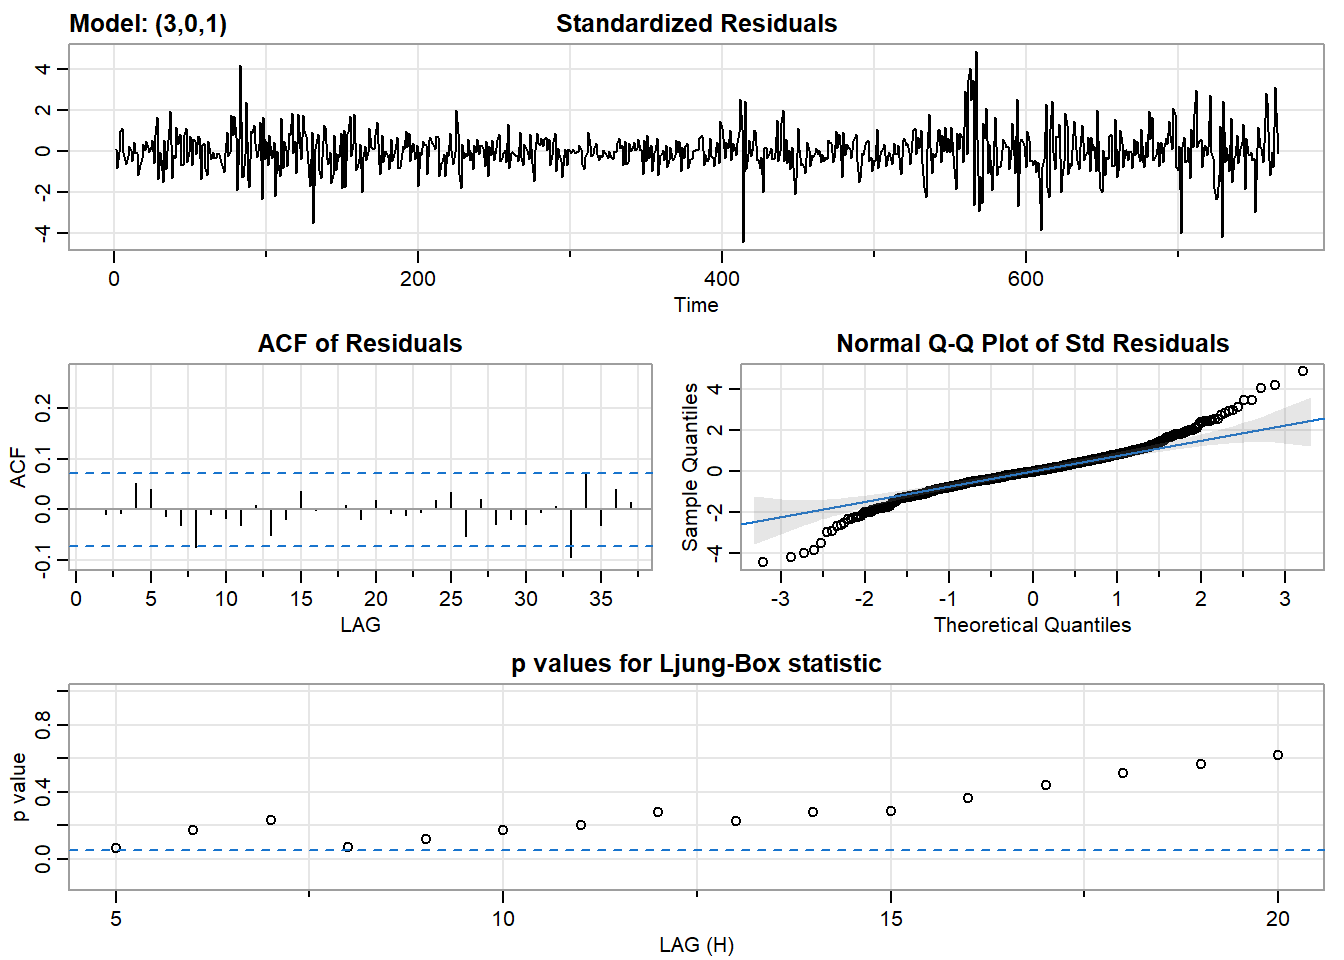 Model: (3,0,1) Standardized Residuals
4
2
0
-2
-4
0 200 400 600
Time
ACF of Residuals
ACF
0.2
0.1
0.0
-0.1
0 5 10 15 20 25 30 35
LAG
Normal Q-Q Plot of Std Residuals
Sample Quantiles
4
2
0
-2
-4
-3 -2 -1 0 1 2 3
Theoretical Quantiles
p values for Ljung-Box statistic
p value
0.8
0.4
0.0
5 10 15 20
LAG (H)